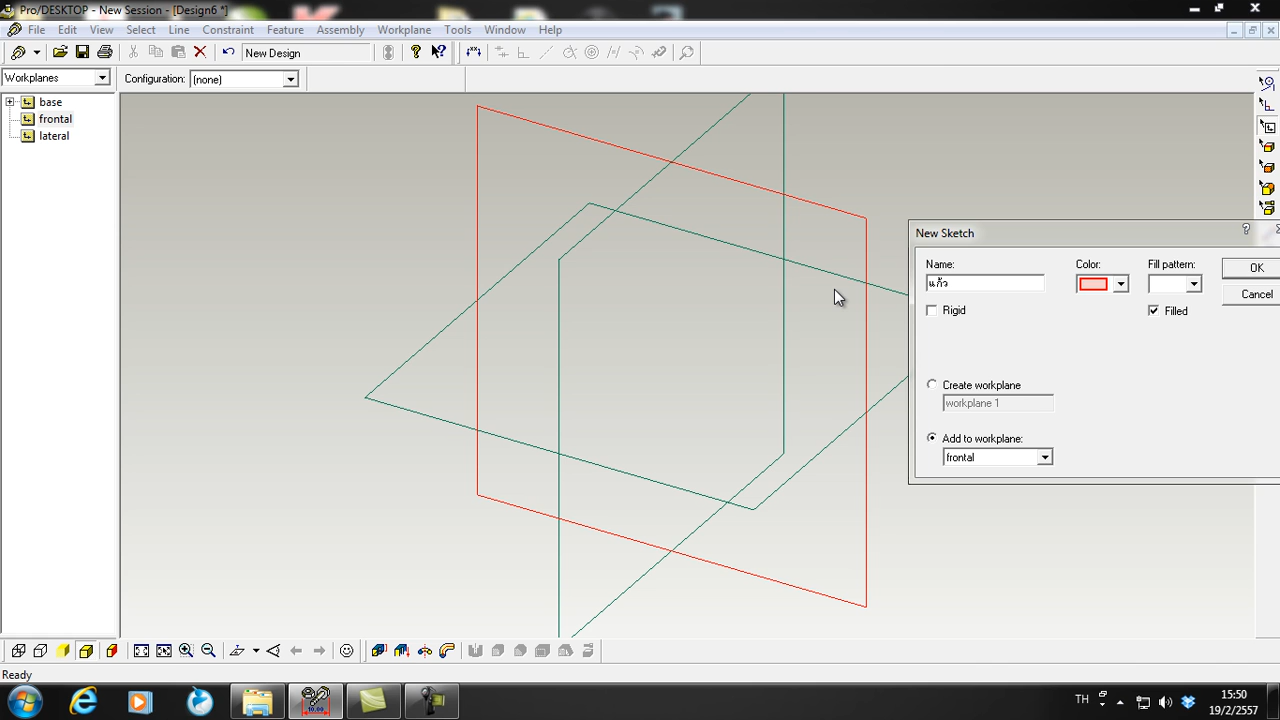 Pro/DESKTOP - New Session - [Design6 *]
File Edit View Select Line Constraint Feature Assembly Workplane Tools Window Help
New Design
Workplanes
Configuration: (none)
base
frontal
lateral
New Sketch
Name: Color: Fill pattern:
แก้ว
OK
Cancel
Rigid
Filled
Create workplane
workplane 1
Add to workplane:
frontal
Ready
10.00
TH
15:50
19/2/2557